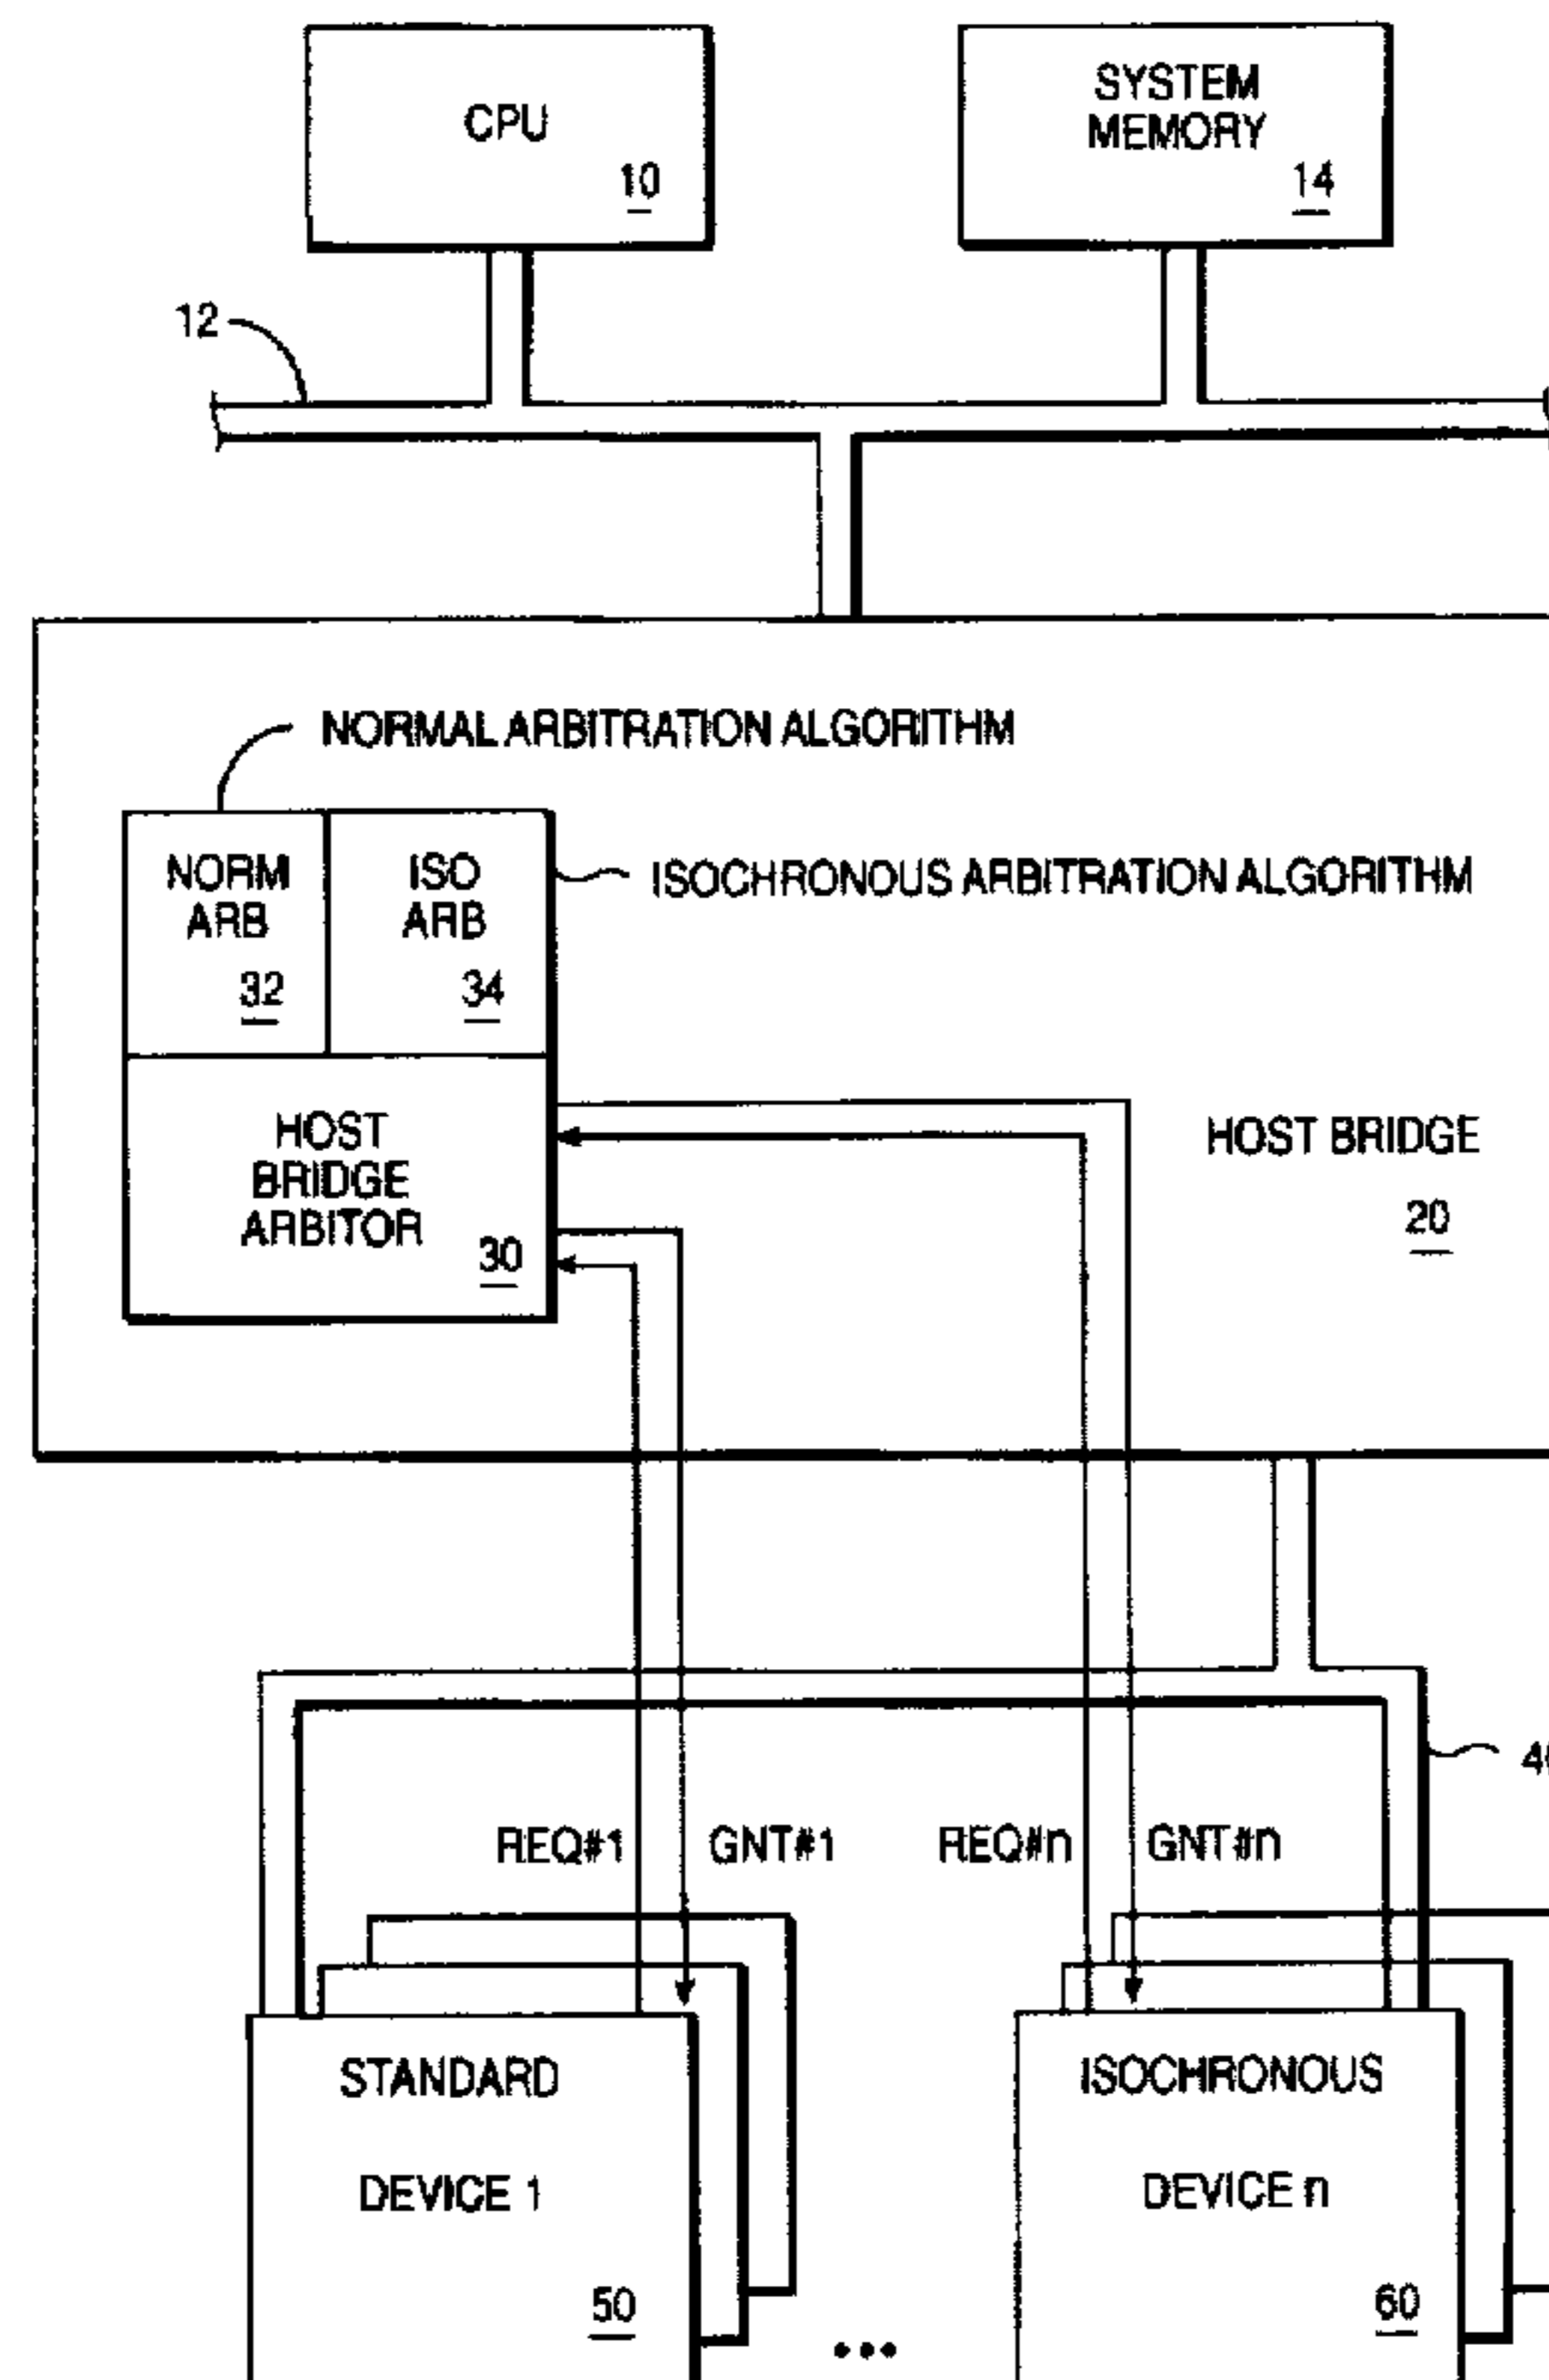 CPU
10
SYSTEM
MEMORY
14
12
NORMAL ARBITRATION ALGORITHM
NORM
ARB
32
ISO
ARB
34
ISOCHRONOUS ARBITRATION ALGORITHM
HOST
BRIDGE
ARBITOR
30
HOST BRIDGE
20
REQ#1
GNT#1
REQ#n
GNT#n
STANDARD
DEVICE 1
50
ISOCHRONOUS
DEVICE n
60
•••